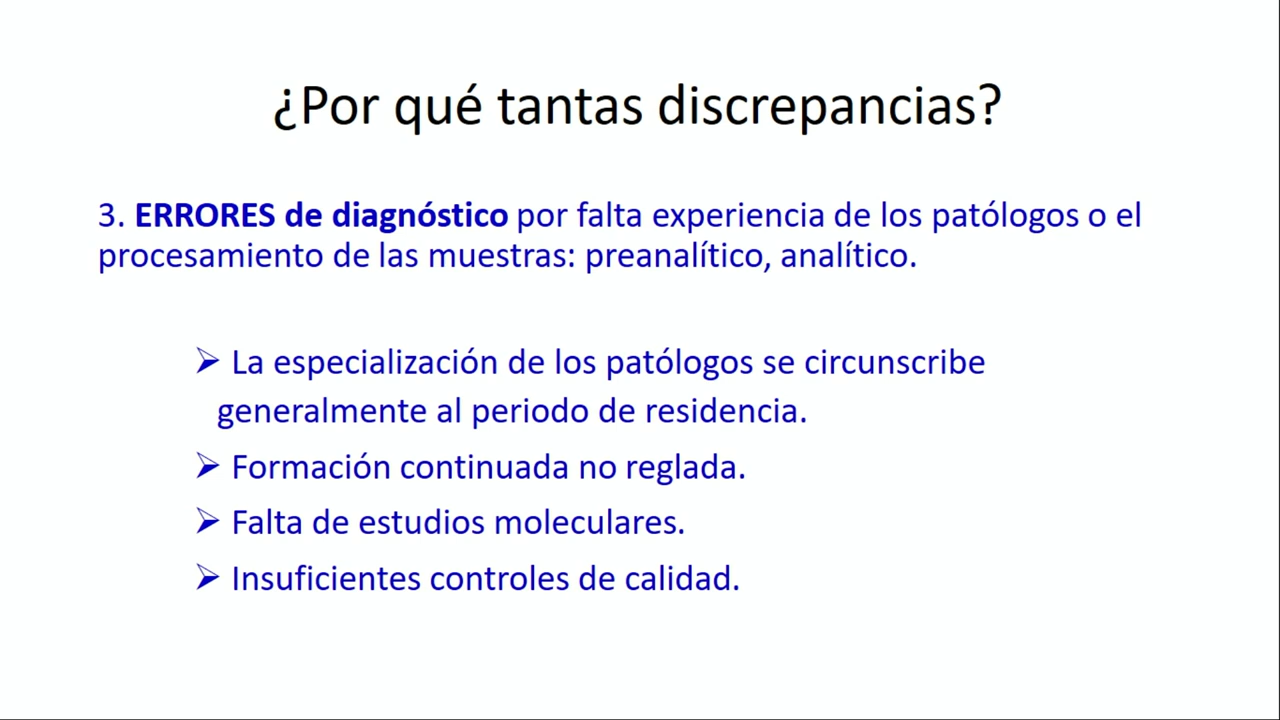 ¿Por qué tantas discrepancias?
3. ERRORES de diagnóstico por falta experiencia de los patólogos o el
procesamiento de las muestras: preanalítico, analítico.
➢ La especialización de los patólogos se circunscribe
generalmente al periodo de residencia.
➢ Formación continuada no reglada.
➢ Falta de estudios moleculares.
➢ Insuficientes controles de calidad.